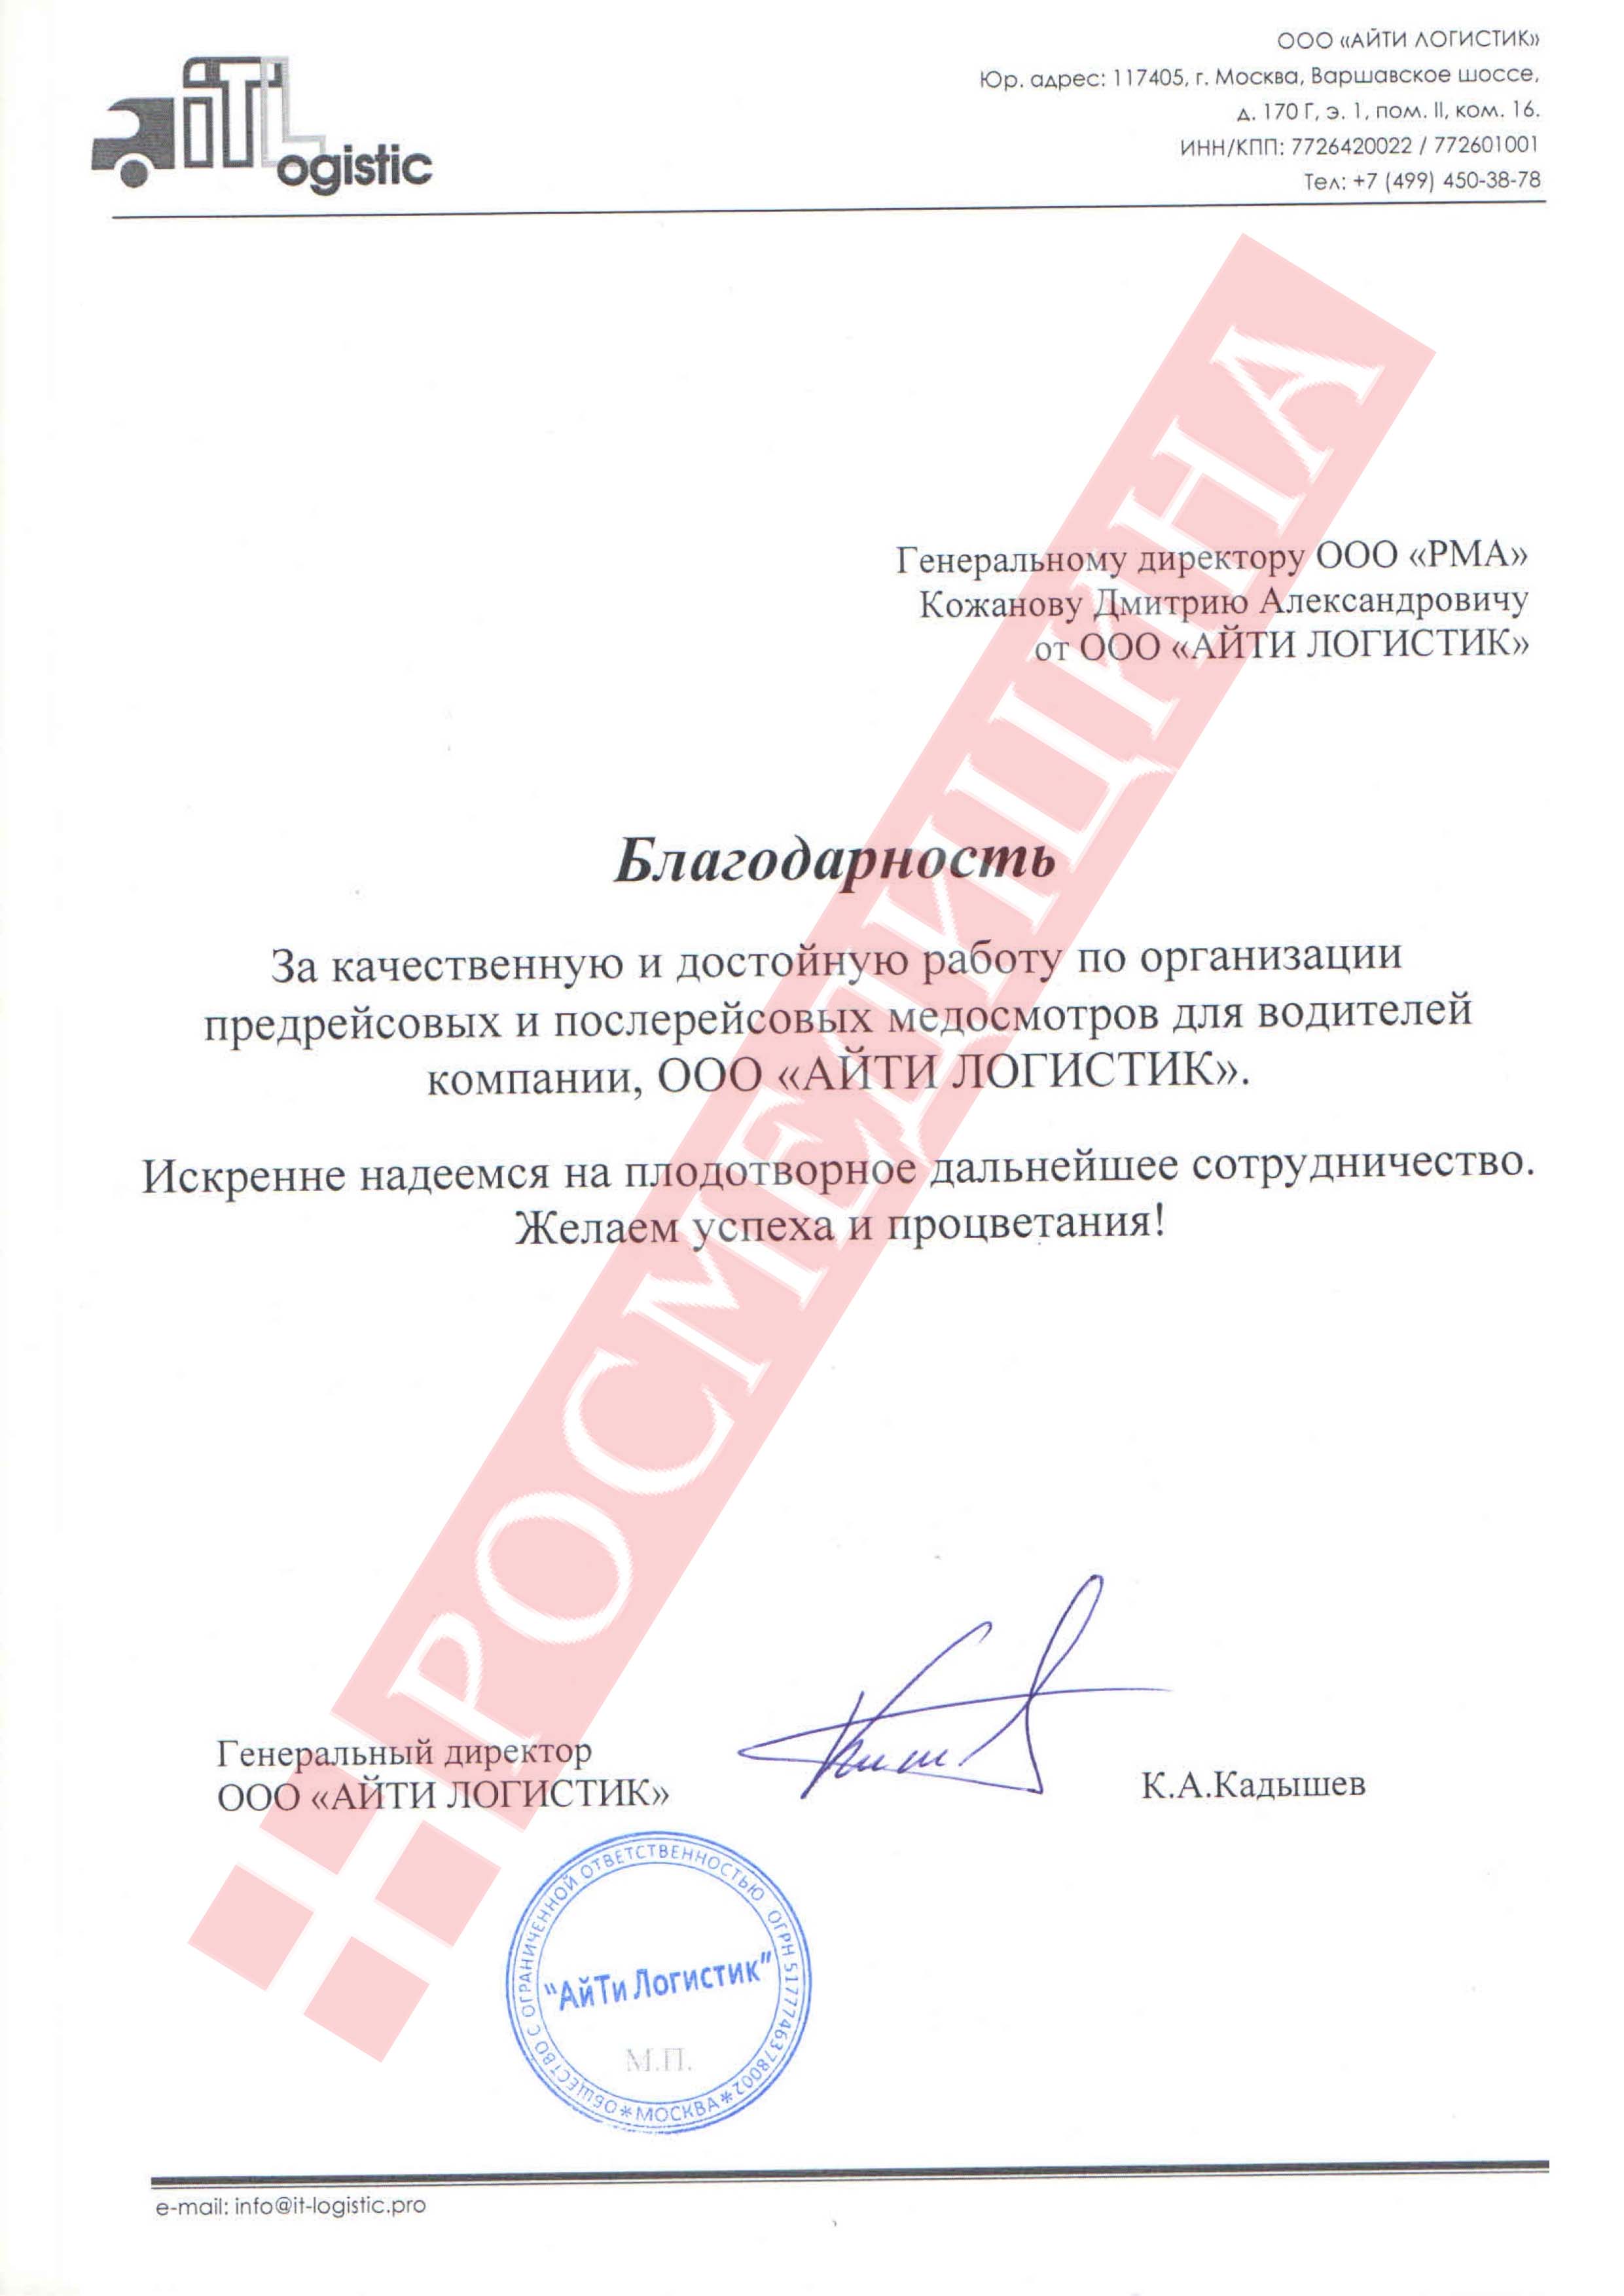 iTLogistic
ООО «АЙТИ ЛОГИСТИК»
Юр. адрес: 117405, г. Москва, Варшавское шоссе,
д. 170 Г, э. 1, пом. II, ком. 16.
ИНН/КПП: 7726420022 / 772601001
Тел: +7 (499) 450-38-78
Генеральному директору ООО «РМА»
Кожанову Дмитрию Александровичу
от ООО «АЙТИ ЛОГИСТИК»
Благодарность
За качественную и достойную работу по организации
предрейсовых и послерейсовых медосмотров для водителей
компании, ООО «АЙТИ ЛОГИСТИК».
Искренне надеемся на плодотворное дальнейшее сотрудничество.
Желаем успеха и процветания!
РОСМЕДИЦИНА
Генеральный директор
ООО «АЙТИ ЛОГИСТИК»
К.А.Кадышев
ОБЩЕСТВО С ОГРАНИЧЕННОЙ ОТВЕТСТВЕННОСТЬЮ ОГРН 5177746378002
*МОСКВА*
"АйТи Логистик"
М.П.
e-mail: info@it-logistic.pro